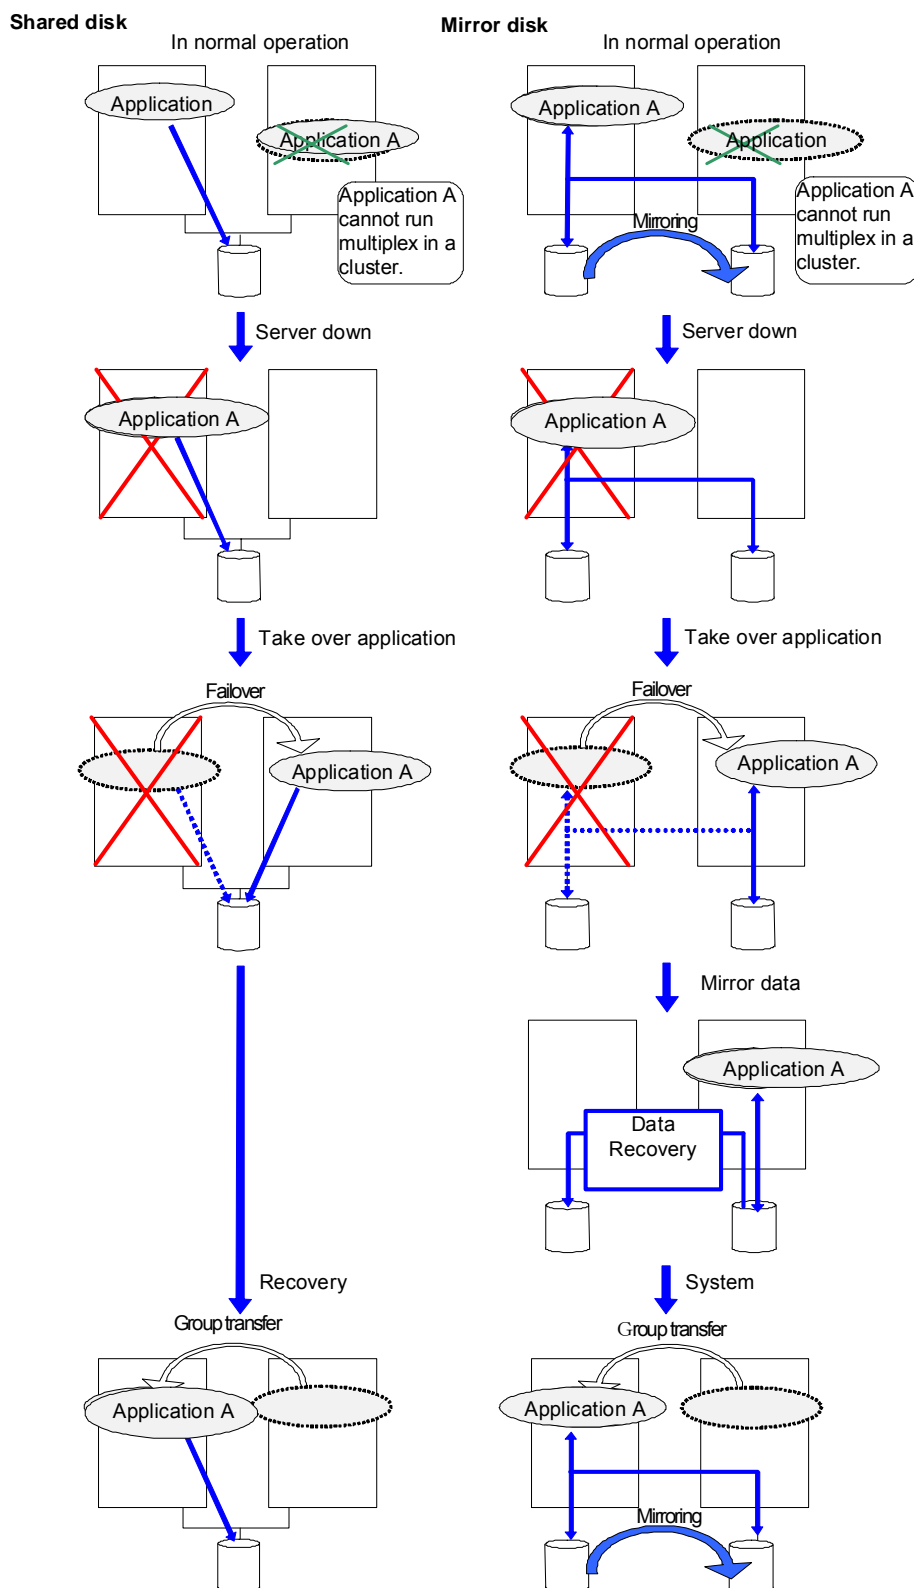 Shared disk
In normal operation
Application
Application A
Application A
cannot run
multiplex in a
cluster.
Server down
Application A
Take over application
Failover
Application A
Recovery
Group transfer
Application A
Mirror disk
In normal operation
Application A
Application
Application A
cannot run
multiplex in a
cluster.
Mirroring
Server down
Application A
Take over application
Failover
Application A
Mirror data
Application A
Data
Recovery
System
Group transfer
Application A
Mirroring